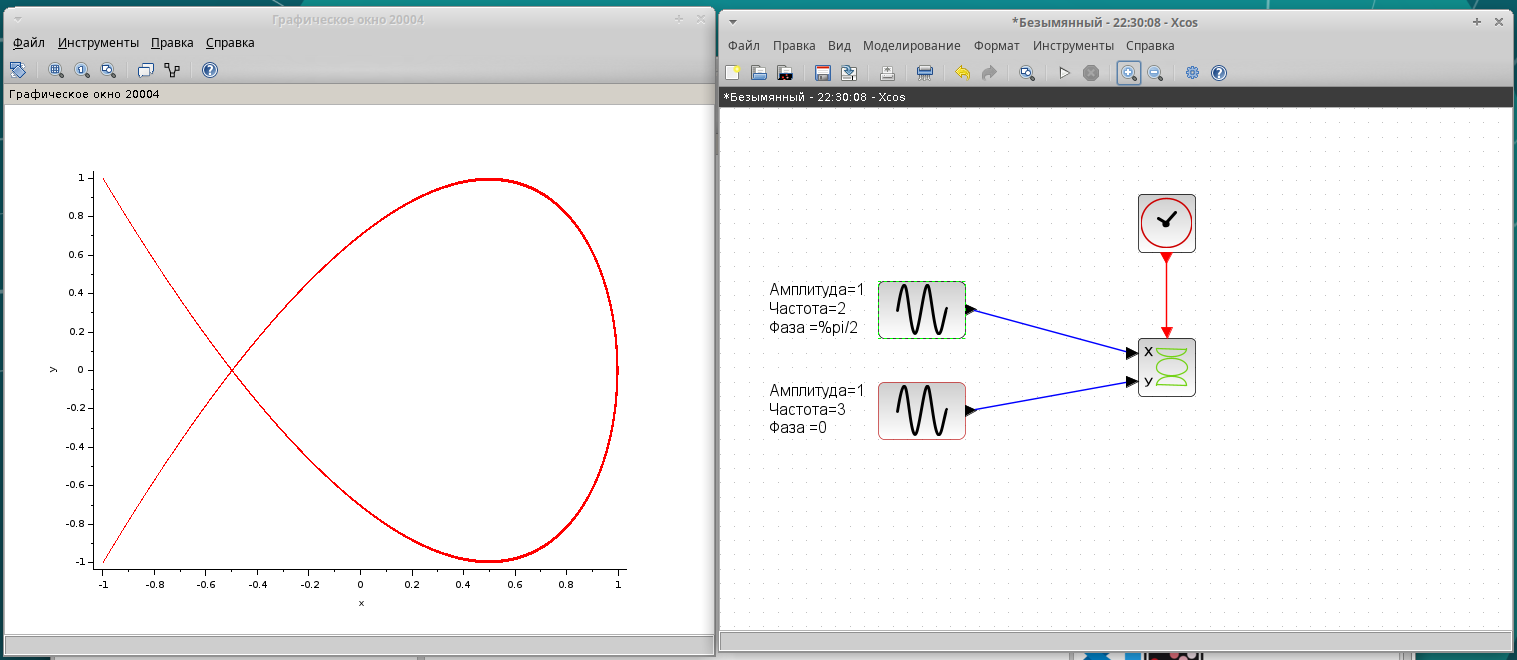 Графическое окно 20004
Файл Инструменты Правка Справка
Графическое окно 20004
1
0.8
0.6
0.4
0.2
0
-0.2
-0.4
-0.6
-0.8
-1
y
-1 -0.8 -0.6 -0.4 -0.2 0 0.2 0.4 0.6 0.8 1
x
*Безымянный - 22:30:08 - Xcos
Файл Правка Вид Моделирование Формат Инструменты Справка
*Безымянный - 22:30:08 - Xcos
Амплитуда=1
Частота=2
Фаза =%pi/2
Амплитуда=1
Частота=3
Фаза =0
X
y